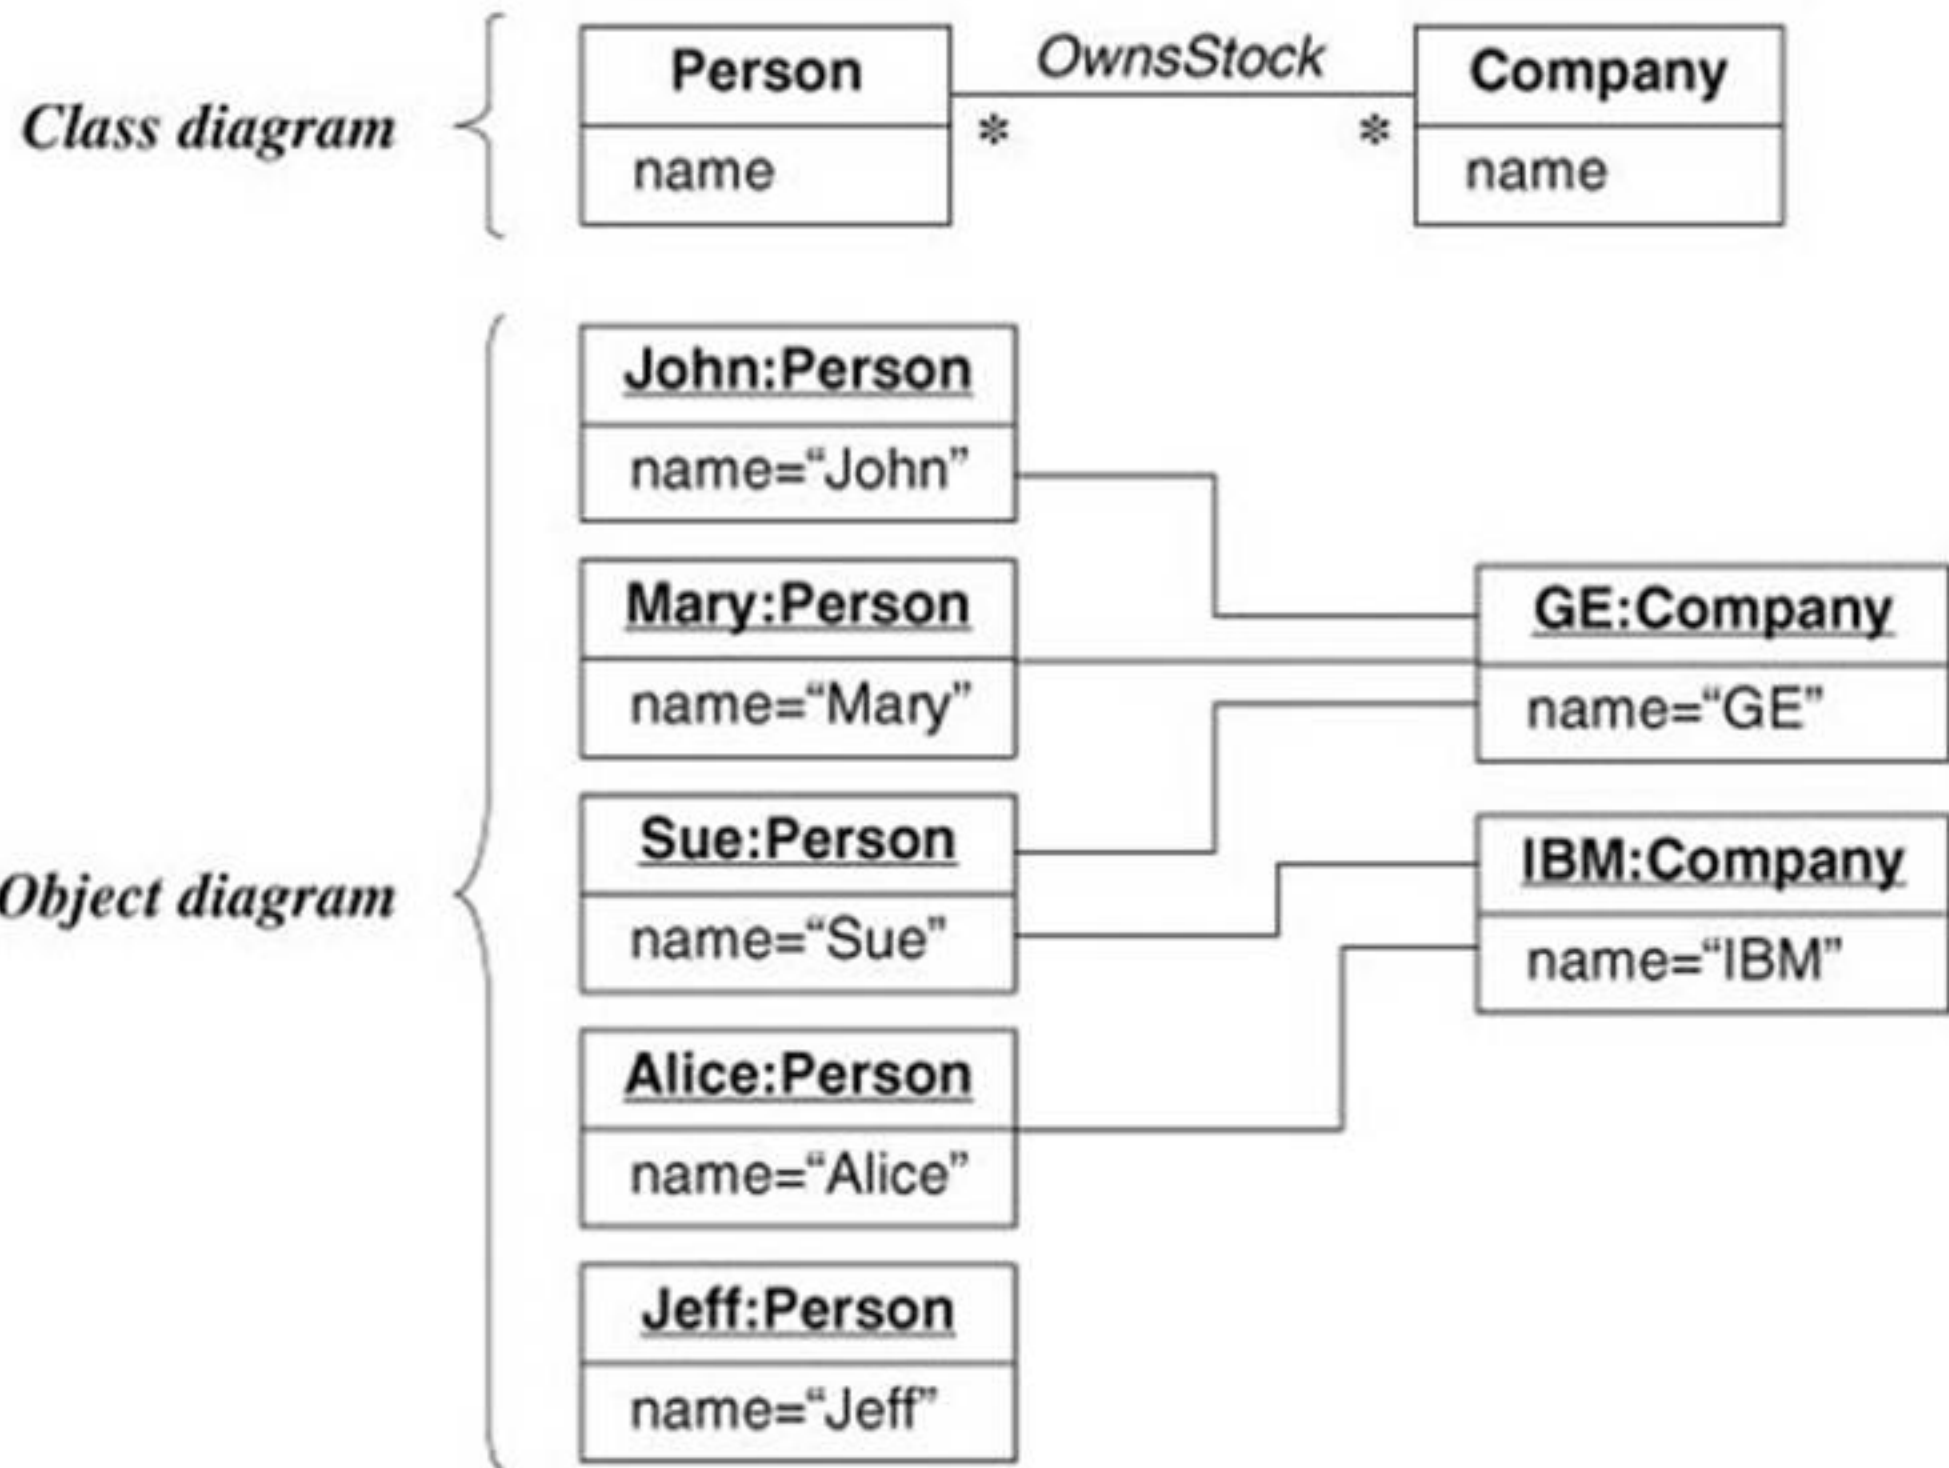 Class diagram
Person
name
OwnsStock
*
*
Company
name
Object diagram
John:Person
name=“John”
Mary:Person
name=“Mary”
Sue:Person
name=“Sue”
Alice:Person
name=“Alice”
Jeff:Person
name=“Jeff”
GE:Company
name=“GE”
IBM:Company
name=“IBM”